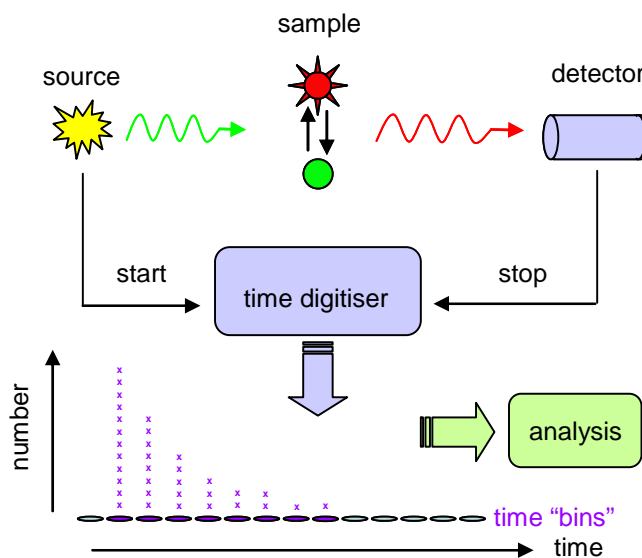 sample
source
detector
start
stop
time digitiser
number
analysis
time “bins”
time